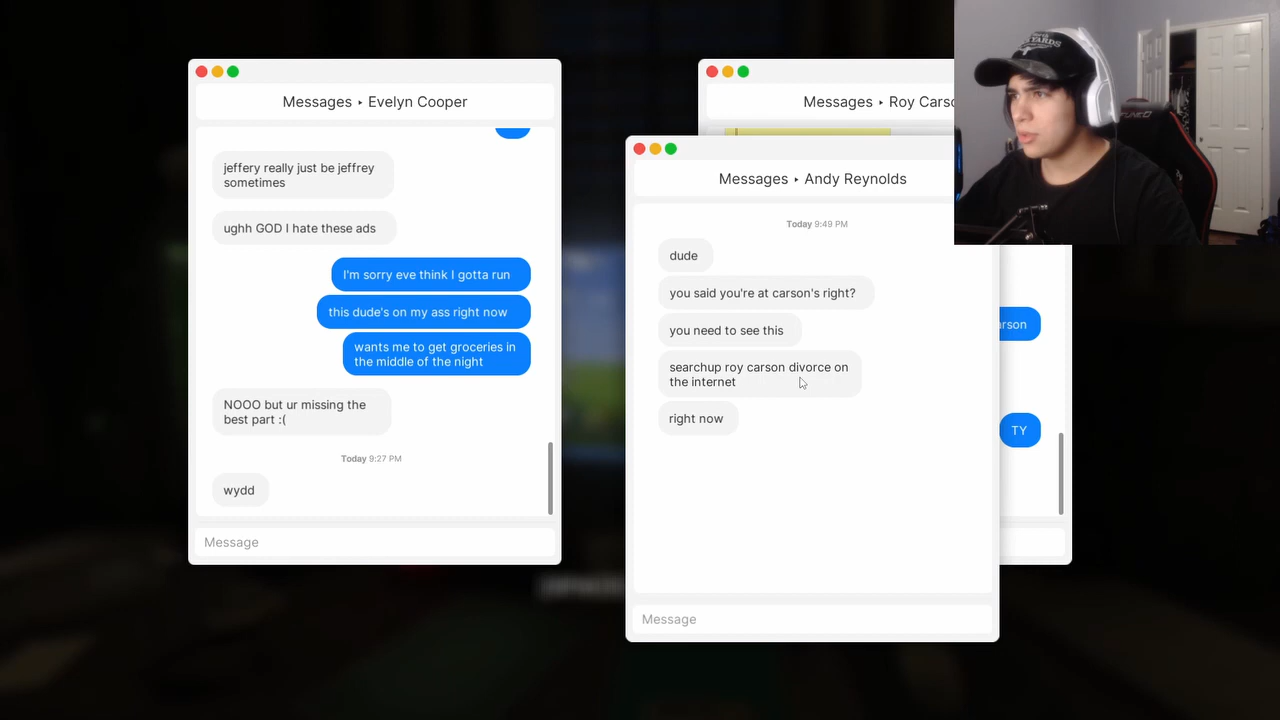 Messages ‣ Evelyn Cooper
jeffery really just be jeffrey
sometimes
ughh GOD I hate these ads
I'm sorry eve think I gotta run
this dude's on my ass right now
wants me to get groceries in
the middle of the night
NOOO but ur missing the
best part :(
Today 9:27 PM
wydd
Message
Messages ‣ Roy
Messages ‣ Andy Reynolds
Today 9:49 PM
dude
you said you're at carson's right?
you need to see this
searchup roy carson divorce on
the internet
right now
Message
TY
YARDS